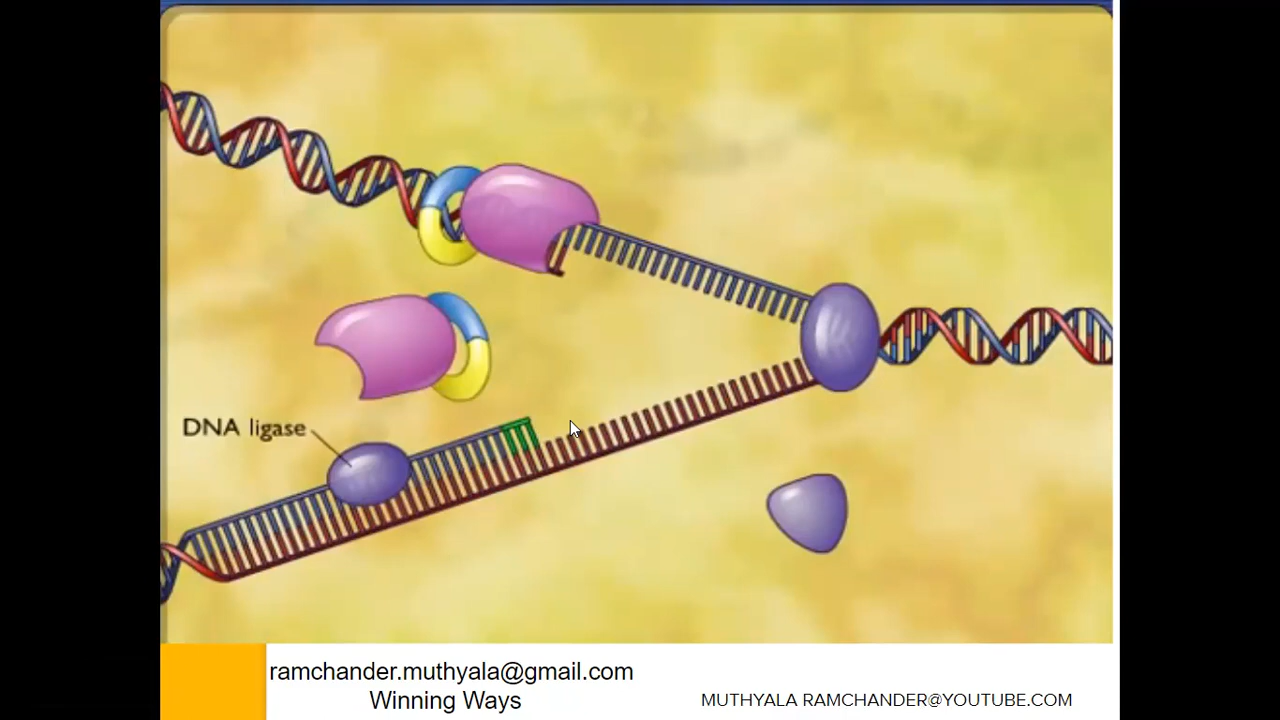 DNA ligase
ramchander.muthyala@gmail.com
Winning Ways
MUTHYALA RAMCHANDER@YOUTUBE.COM